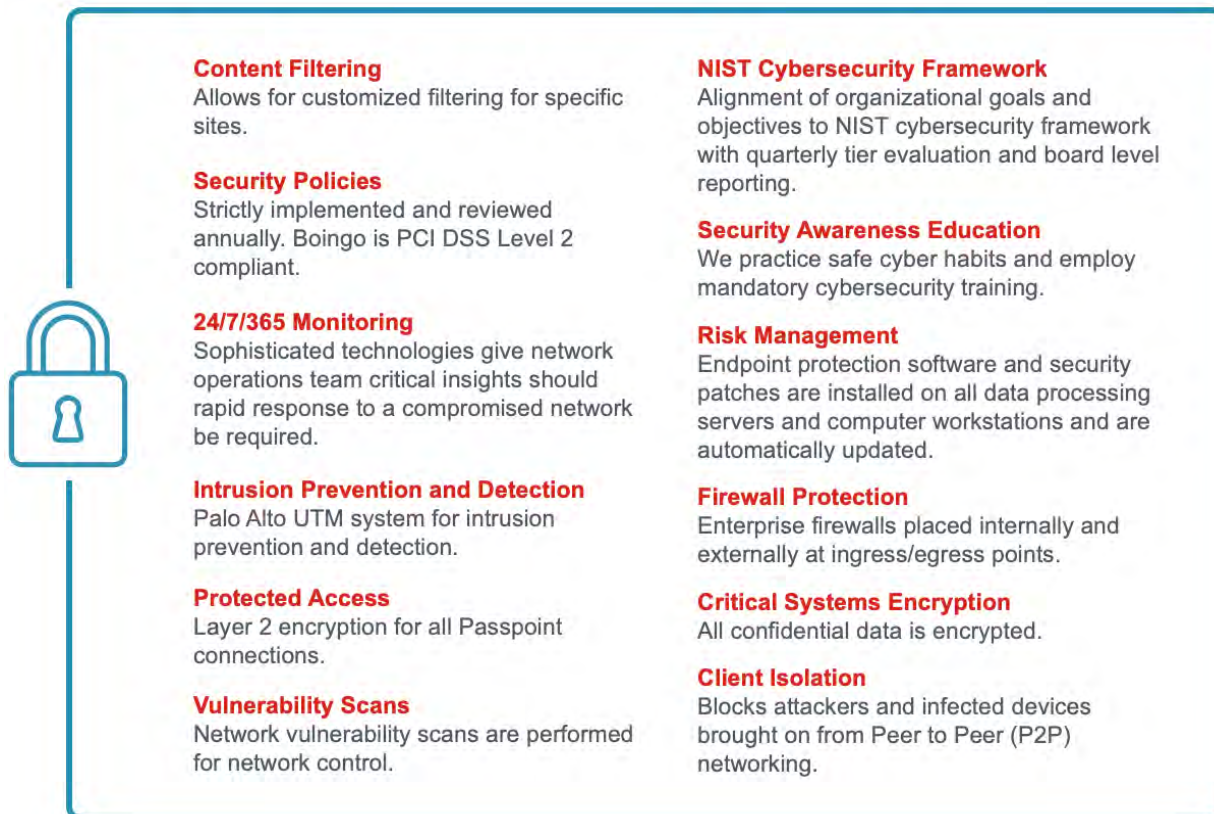 Content Filtering
Allows for customized filtering for specific
sites.
Security Policies
Strictly implemented and reviewed
annually. Boingo is PCI DSS Level 2
compliant.
24/7/365 Monitoring
Sophisticated technologies give network
operations team critical insights should
rapid response to a compromised network
be required.
Intrusion Prevention and Detection
Palo Alto UTM system for intrusion
prevention and detection.
Protected Access
Layer 2 encryption for all Passpoint
connections.
Vulnerability Scans
Network vulnerability scans are performed
for network control.
NIST Cybersecurity Framework
Alignment of organizational goals and
objectives to NIST cybersecurity framework
with quarterly tier evaluation and board level
reporting.
Security Awareness Education
We practice safe cyber habits and employ
mandatory cybersecurity training.
Risk Management
Endpoint protection software and security
patches are installed on all data processing
servers and computer workstations and are
automatically updated.
Firewall Protection
Enterprise firewalls placed internally and
externally at ingress/egress points.
Critical Systems Encryption
All confidential data is encrypted.
Client Isolation
Blocks attackers and infected devices
brought on from Peer to Peer (P2P)
networking.